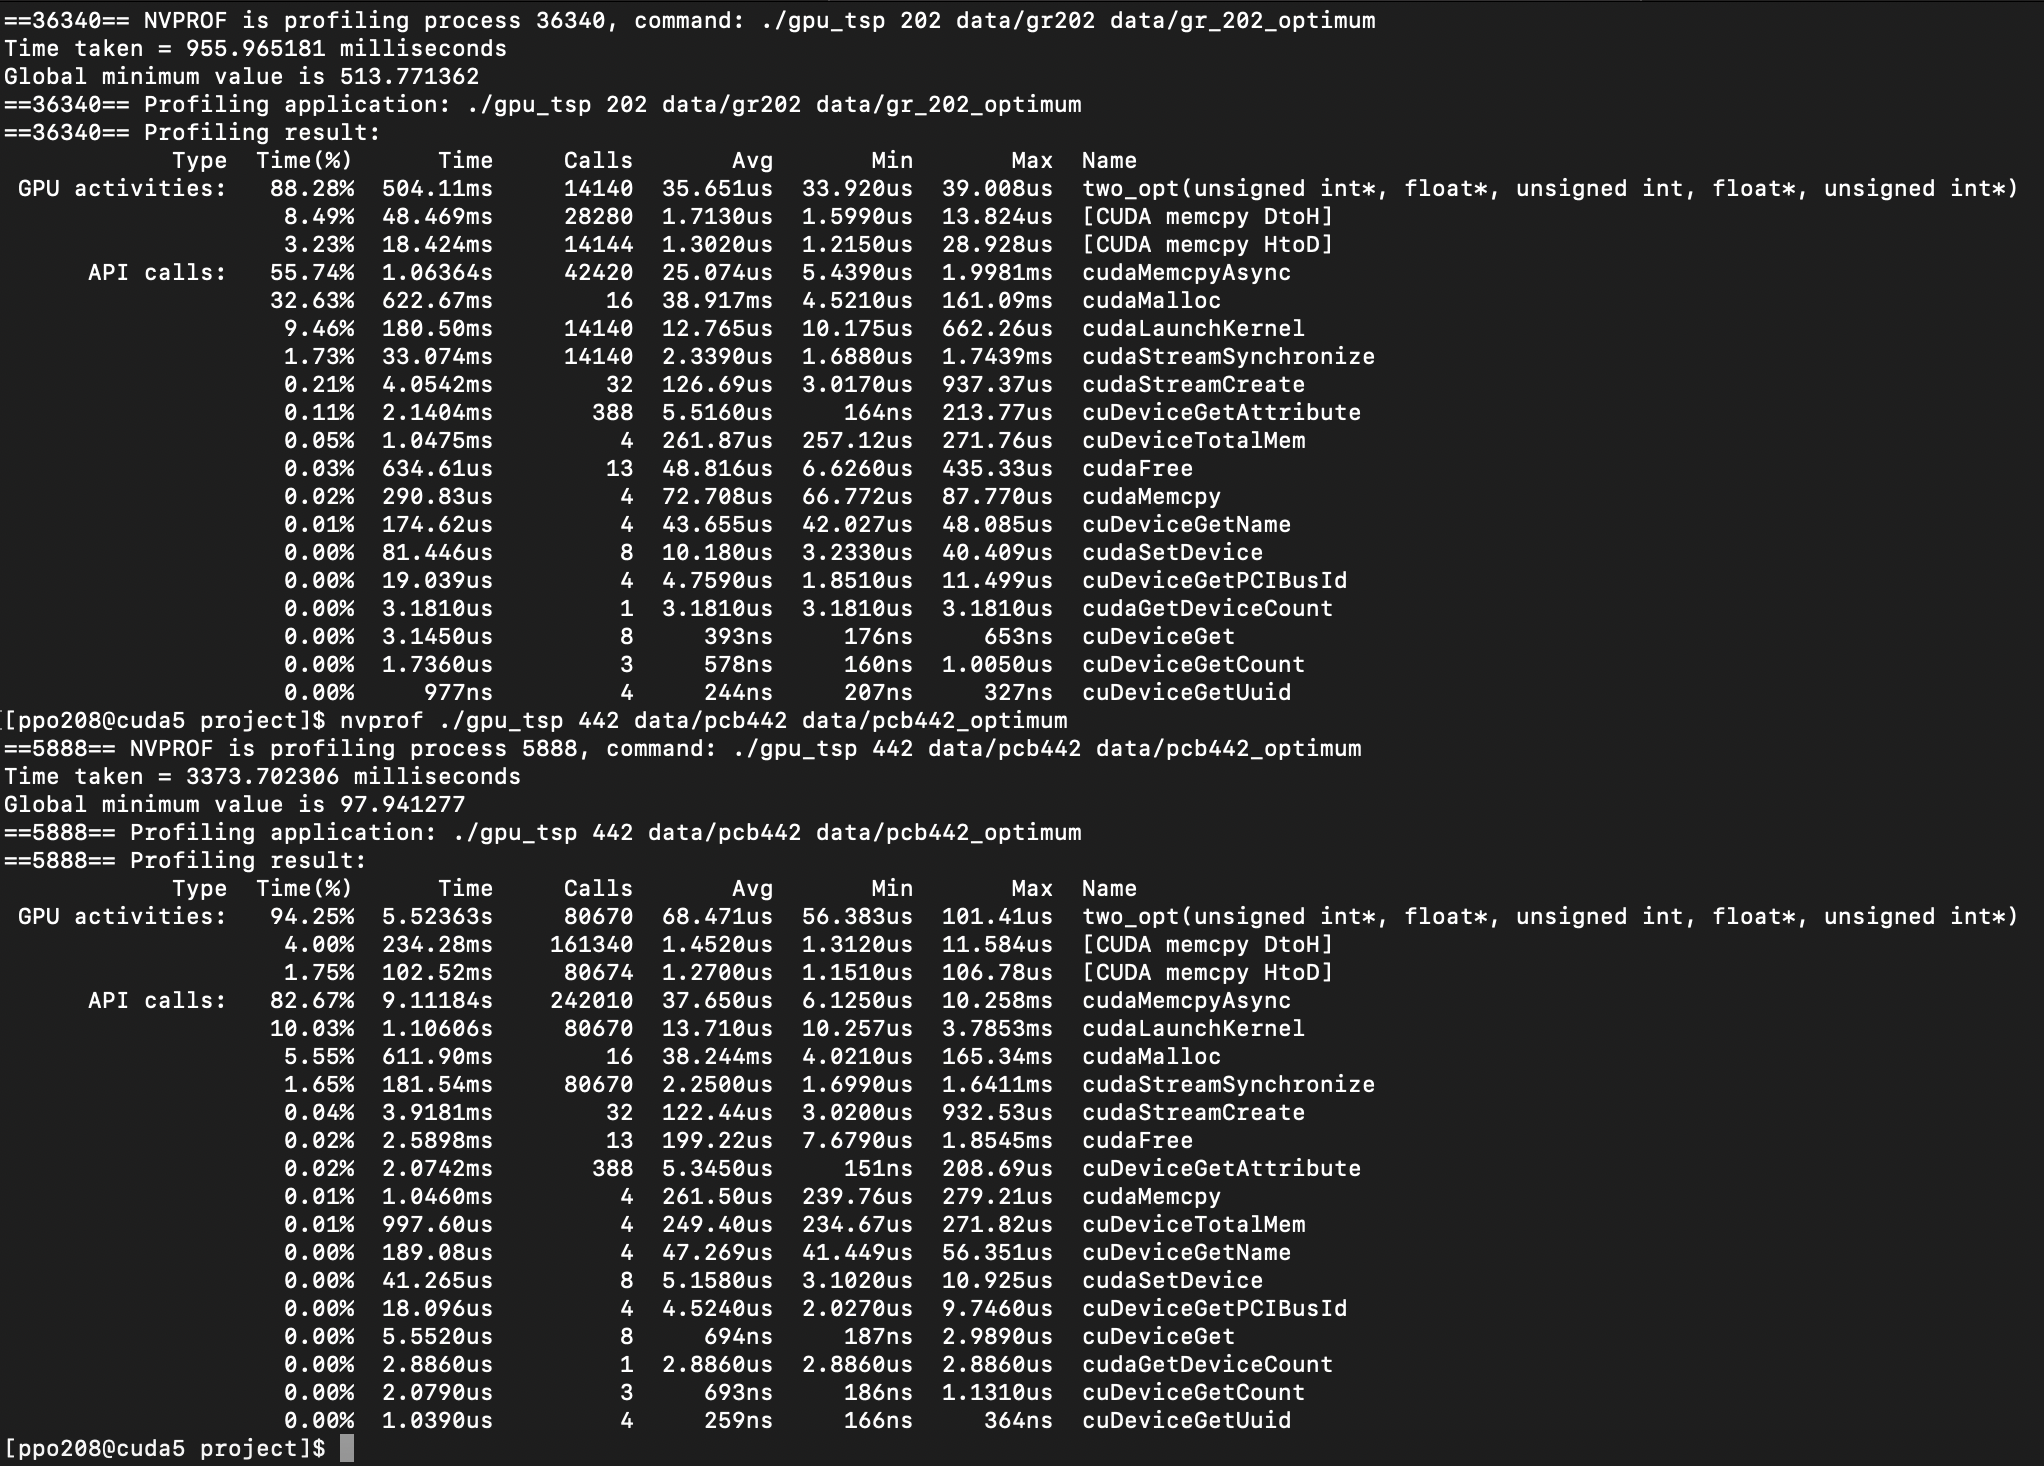 ==36340== NVPROF is profiling process 36340, command: ./gpu_tsp 202 data/gr202 data/gr_202_optimum
Time taken = 955.965181 milliseconds
Global minimum value is 513.771362
==36340== Profiling application: ./gpu_tsp 202 data/gr202 data/gr_202_optimum
==36340== Profiling result:
            Type  Time(%)      Time     Calls       Avg       Min       Max  Name
 GPU activities:   88.28%  504.11ms     14140  35.651us  33.920us  39.008us  two_opt(unsigned int*, float*, unsigned int, float*, unsigned int*)
                    8.49%  48.469ms     28280  1.7130us  1.5990us  13.824us  [CUDA memcpy DtoH]
                    3.23%  18.424ms     14144  1.3020us  1.2150us  28.928us  [CUDA memcpy HtoD]
      API calls:   55.74%  1.06364s     42420  25.074us  5.4390us  1.9981ms  cudaMemcpyAsync
                   32.63%  622.67ms        16  38.917ms  4.5210us  161.09ms  cudaMalloc
                    9.46%  180.50ms     14140  12.765us  10.175us  662.26us  cudaLaunchKernel
                    1.73%  33.074ms     14140  2.3390us  1.6880us  1.7439ms  cudaStreamSynchronize
                    0.21%  4.0542ms        32  126.69us  3.0170us  937.37us  cudaStreamCreate
                    0.11%  2.1404ms       388  5.5160us     164ns  213.77us  cuDeviceGetAttribute
                    0.05%  1.0475ms         4  261.87us  257.12us  271.76us  cuDeviceTotalMem
                    0.03%  634.61us        13  48.816us  6.6260us  435.33us  cudaFree
                    0.02%  290.83us         4  72.708us  66.772us  87.770us  cudaMemcpy
                    0.01%  174.62us         4  43.655us  42.027us  48.085us  cuDeviceGetName
                    0.00%  81.446us         8  10.180us  3.2330us  40.409us  cudaSetDevice
                    0.00%  19.039us         4  4.7590us  1.8510us  11.499us  cuDeviceGetPCIBusId
                    0.00%  3.1810us         1  3.1810us  3.1810us  3.1810us  cudaGetDeviceCount
                    0.00%  3.1450us         8     393ns     176ns     653ns  cuDeviceGet
                    0.00%  1.7360us         3     578ns     160ns  1.0050us  cuDeviceGetCount
                    0.00%     977ns         4     244ns     207ns     327ns  cuDeviceGetUuid
[[ppo208@cuda5 project]$ nvprof ./gpu_tsp 442 data/pcb442 data/pcb442_optimum
==5888== NVPROF is profiling process 5888, command: ./gpu_tsp 442 data/pcb442 data/pcb442_optimum
Time taken = 3373.702306 milliseconds
Global minimum value is 97.941277
==5888== Profiling application: ./gpu_tsp 442 data/pcb442 data/pcb442_optimum
==5888== Profiling result:
            Type  Time(%)      Time     Calls       Avg       Min       Max  Name
 GPU activities:   94.25%  5.52363s     80670  68.471us  56.383us  101.41us  two_opt(unsigned int*, float*, unsigned int, float*, unsigned int*)
                    4.00%  234.28ms    161340  1.4520us  1.3120us  11.584us  [CUDA memcpy DtoH]
                    1.75%  102.52ms     80674  1.2700us  1.1510us  106.78us  [CUDA memcpy HtoD]
      API calls:   82.67%  9.11184s    242010  37.650us  6.1250us  10.258ms  cudaMemcpyAsync
                   10.03%  1.10606s     80670  13.710us  10.257us  3.7853ms  cudaLaunchKernel
                    5.55%  611.90ms        16  38.244ms  4.0210us  165.34ms  cudaMalloc
                    1.65%  181.54ms     80670  2.2500us  1.6990us  1.6411ms  cudaStreamSynchronize
                    0.04%  3.9181ms        32  122.44us  3.0200us  932.53us  cudaStreamCreate
                    0.02%  2.5898ms        13  199.22us  7.6790us  1.8545ms  cudaFree
                    0.02%  2.0742ms       388  5.3450us     151ns  208.69us  cuDeviceGetAttribute
                    0.01%  1.0460ms         4  261.50us  239.76us  279.21us  cudaMemcpy
                    0.01%  997.60us         4  249.40us  234.67us  271.82us  cuDeviceTotalMem
                    0.00%  189.08us         4  47.269us  41.449us  56.351us  cuDeviceGetName
                    0.00%  41.265us         8  5.1580us  3.1020us  10.925us  cudaSetDevice
                    0.00%  18.096us         4  4.5240us  2.0270us  9.7460us  cuDeviceGetPCIBusId
                    0.00%  5.5520us         8     694ns     187ns  2.9890us  cuDeviceGet
                    0.00%  2.8860us         1  2.8860us  2.8860us  2.8860us  cudaGetDeviceCount
                    0.00%  2.0790us         3     693ns     186ns  1.1310us  cuDeviceGetCount
                    0.00%  1.0390us         4     259ns     166ns     364ns  cuDeviceGetUuid
[ppo208@cuda5 project]$